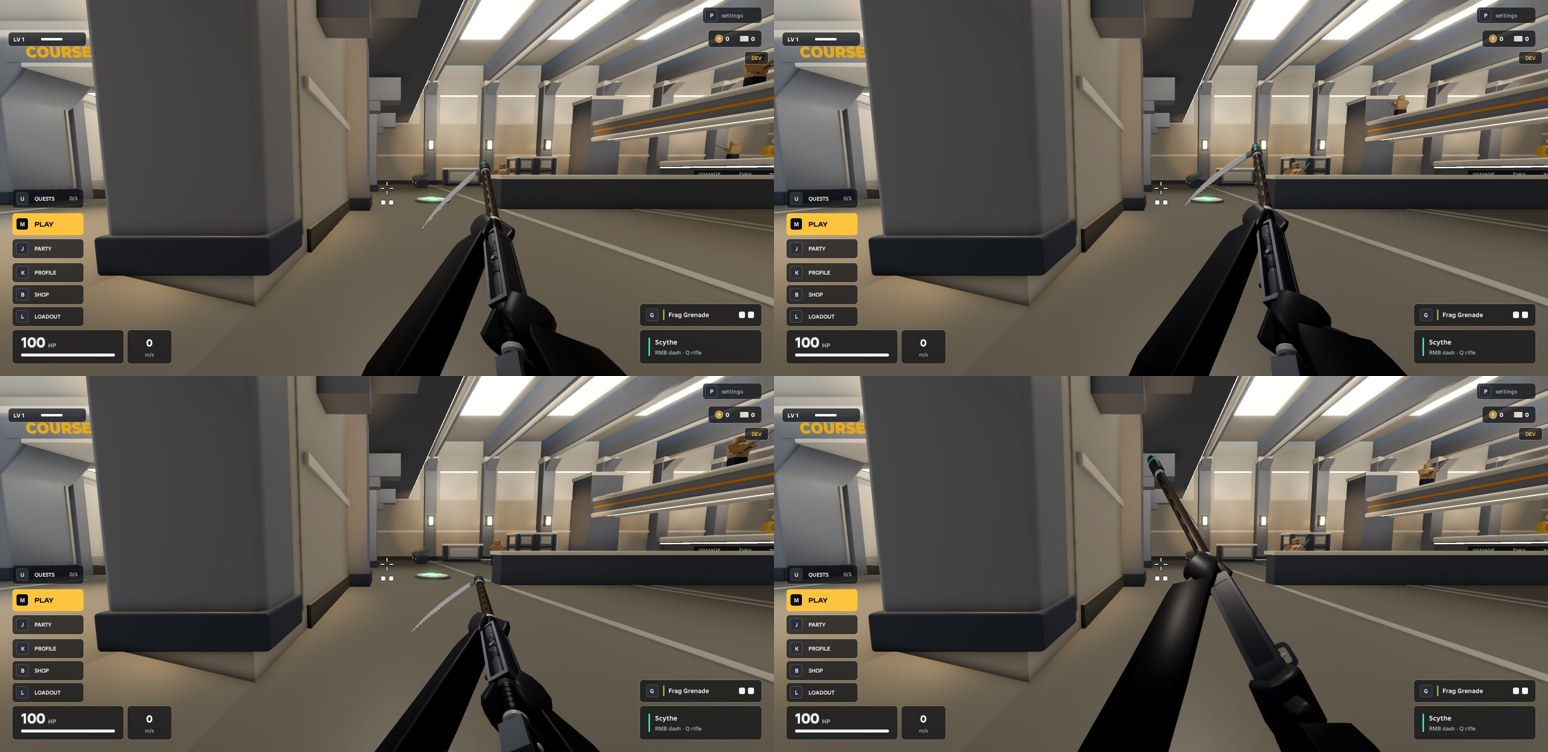 P settings
LV 1
0 0
COURSE
DEV
U QUESTS 0/3
M PLAY
J PARTY
K PROFILE
B SHOP
L LOADOUT
100 HP
0 m/s
G Frag Grenade
Scythe
RMB dash · Q rifle
P settings
LV 1
0 0
COURSE
DEV
U QUESTS 0/3
M PLAY
J PARTY
K PROFILE
B SHOP
L LOADOUT
100 HP
0 m/s
G Frag Grenade
Scythe
RMB dash · Q rifle
P settings
LV 1
0 0
COURSE
DEV
U QUESTS 0/3
M PLAY
J PARTY
K PROFILE
B SHOP
L LOADOUT
100 HP
0 m/s
G Frag Grenade
Scythe
RMB dash · Q rifle
P settings
LV 1
0 0
COURSE
DEV
U QUESTS 0/3
M PLAY
J PARTY
K PROFILE
B SHOP
L LOADOUT
100 HP
0 m/s
G Frag Grenade
Scythe
RMB dash · Q rifle